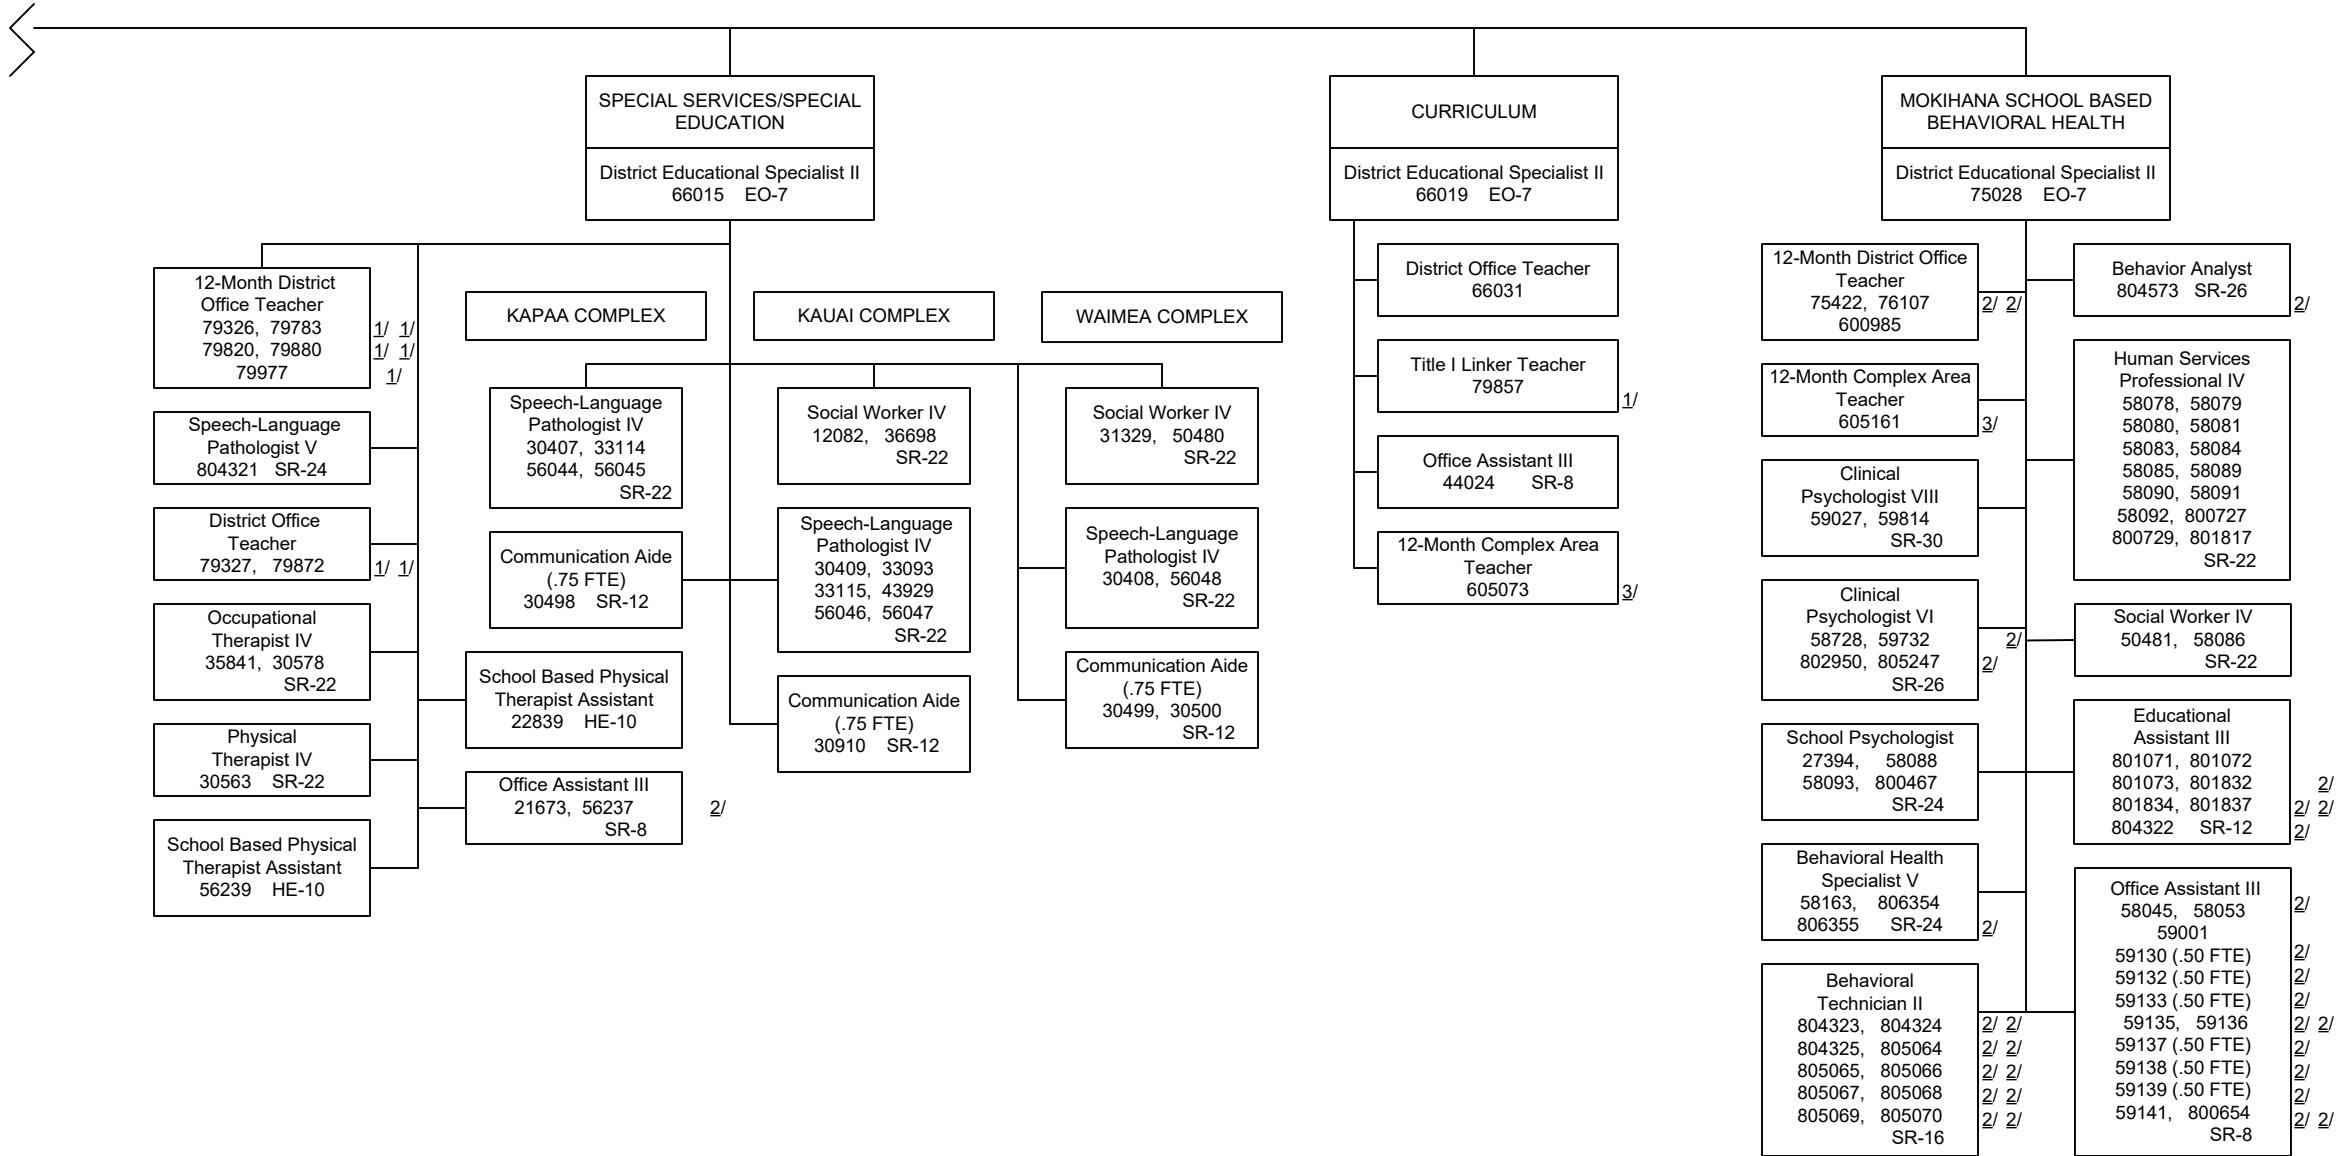 SPECIAL SERVICES/SPECIAL
EDUCATION
District Educational Specialist II
66015 EO-7
12-Month District
Office Teacher
79326, 79783 1/ 1/
79820, 79880 1/ 1/
79977 1/
Speech-Language
Pathologist V
804321 SR-24
District Office
Teacher
79327, 79872 1/ 1/
Occupational
Therapist IV
35841, 30578
SR-22
Physical
Therapist IV
30563 SR-22
School Based Physical
Therapist Assistant
56239 HE-10
KAPAA COMPLEX
Speech-Language
Pathologist IV
30407, 33114
56044, 56045
SR-22
Communication Aide
(.75 FTE)
30498 SR-12
School Based Physical
Therapist Assistant
22839 HE-10
Office Assistant III
21673, 56237 2/
SR-8
KAUAI COMPLEX
Social Worker IV
12082, 36698
SR-22
Speech-Language
Pathologist IV
30409, 33093
33115, 43929
56046, 56047
SR-22
Communication Aide
(.75 FTE)
30910 SR-12
WAIMEA COMPLEX
Social Worker IV
31329, 50480
SR-22
Speech-Language
Pathologist IV
30408, 56048
SR-22
Communication Aide
(.75 FTE)
30499, 30500
SR-12
CURRICULUM
District Educational Specialist II
66019 EO-7
District Office Teacher
66031
Title I Linker Teacher
79857
1/
Office Assistant III
44024 SR-8
12-Month Complex Area
Teacher
605073 3/
MOKIHANA SCHOOL BASED
BEHAVIORAL HEALTH
District Educational Specialist II
75028 EO-7
12-Month District Office
Teacher
75422, 76107 2/ 2/
600985
12-Month Complex Area
Teacher
605161 3/
Clinical
Psychologist VIII
59027, 59814
SR-30
Clinical
Psychologist VI
58728, 59732 2/
802950, 805247 2/
SR-26
School Psychologist
27394, 58088
58093, 800467
SR-24
Behavioral Health
Specialist V
58163, 806354
806355 SR-24 2/
Behavioral
Technician II
804323, 804324 2/ 2/
804325, 805064 2/ 2/
805065, 805066 2/ 2/
805067, 805068 2/ 2/
805069, 805070 2/ 2/
SR-16
Behavior Analyst
804573 SR-26
2/
Human Services
Professional IV
58078, 58079
58080, 58081
58083, 58084
58085, 58089
58090, 58091
58092, 800727
800729, 801817
SR-22
Social Worker IV
50481, 58086
SR-22
Educational
Assistant III
801071, 801072
801073, 801832 2/
801834, 801837 2/ 2/
804322 SR-12 2/
Office Assistant III
58045, 58053 2/
59001
59130 (.50 FTE) 2/
59132 (.50 FTE) 2/
59133 (.50 FTE) 2/
59135, 59136 2/ 2/
59137 (.50 FTE) 2/
59138 (.50 FTE) 2/
59139 (.50 FTE) 2/
59141, 800654 2/ 2/
SR-8